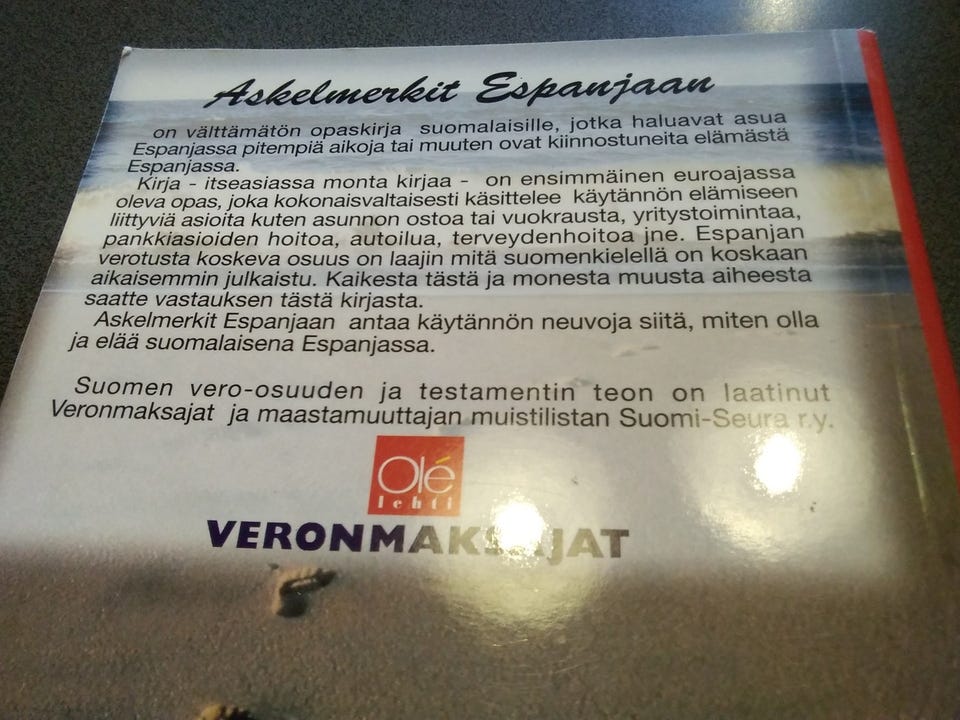 Askelmerkit Espanjaan
on välttämätön opaskirja suomalaisille, jotka haluavat asua
Espanjassa pitempiä aikoja tai muuten ovat kiinnostuneita elämästä
Espanjassa.
Kirja - itseasiassa monta kirjaa - on ensimmäinen euroajassa
oleva opas, joka kokonaisvaltaisesti käsittelee käytännön elämiseen
liittyviä asioita kuten asunnon ostoa tai vuokrausta, yritystoimintaa,
pankkiasioiden hoitoa, autoilua, terveydenhoitoa jne. Espanjan
verotusta koskeva osuus on laajin mitä suomenkielellä on koskaan
aikaisemmin julkaistu. Kaikesta tästä ja monesta muusta aiheesta
saatte vastauksen tästä kirjasta.
Askelmerkit Espanjaan antaa käytännön neuvoja siitä, miten olla
ja elää suomalaisena Espanjassa.
Suomen vero-osuuden ja testamentin teon on laatinut
Veronmaksajat ja maastamuuttajan muistilistan Suomi-Seura r.y.
Olé
lehti
VERONMAKSAJAT